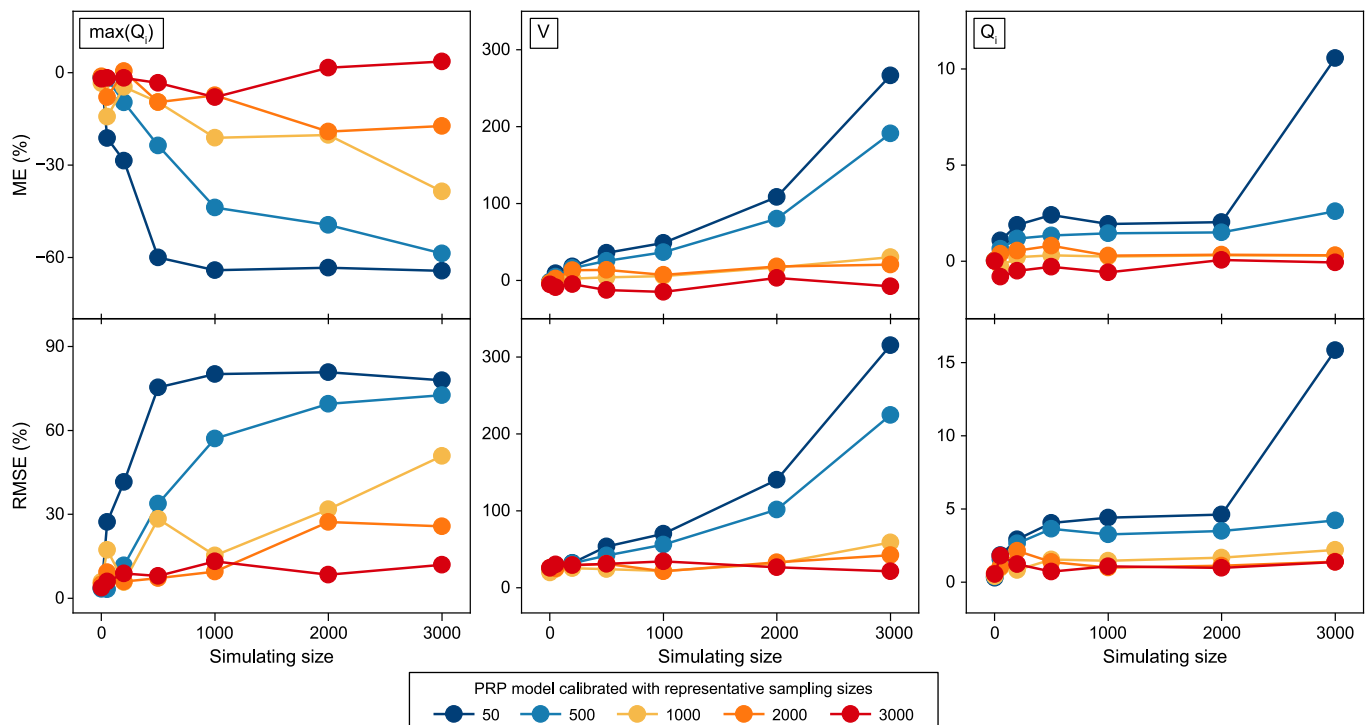 max(Qi)
V
Qi
ME (%)
0
−30
−60
300
200
100
0
10
5
0
RMSE (%)
90
60
30
0
300
200
100
0
15
10
5
0
0 1000 2000 3000
0 1000 2000 3000
0 1000 2000 3000
Simulating size
Simulating size
Simulating size
PRP model calibrated with representative sampling sizes
50 500 1000 2000 3000